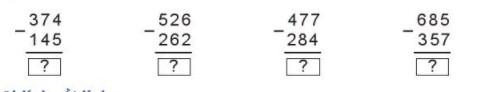 374 526 477 685
- - - -
145 262 284 357
? ? ? ?